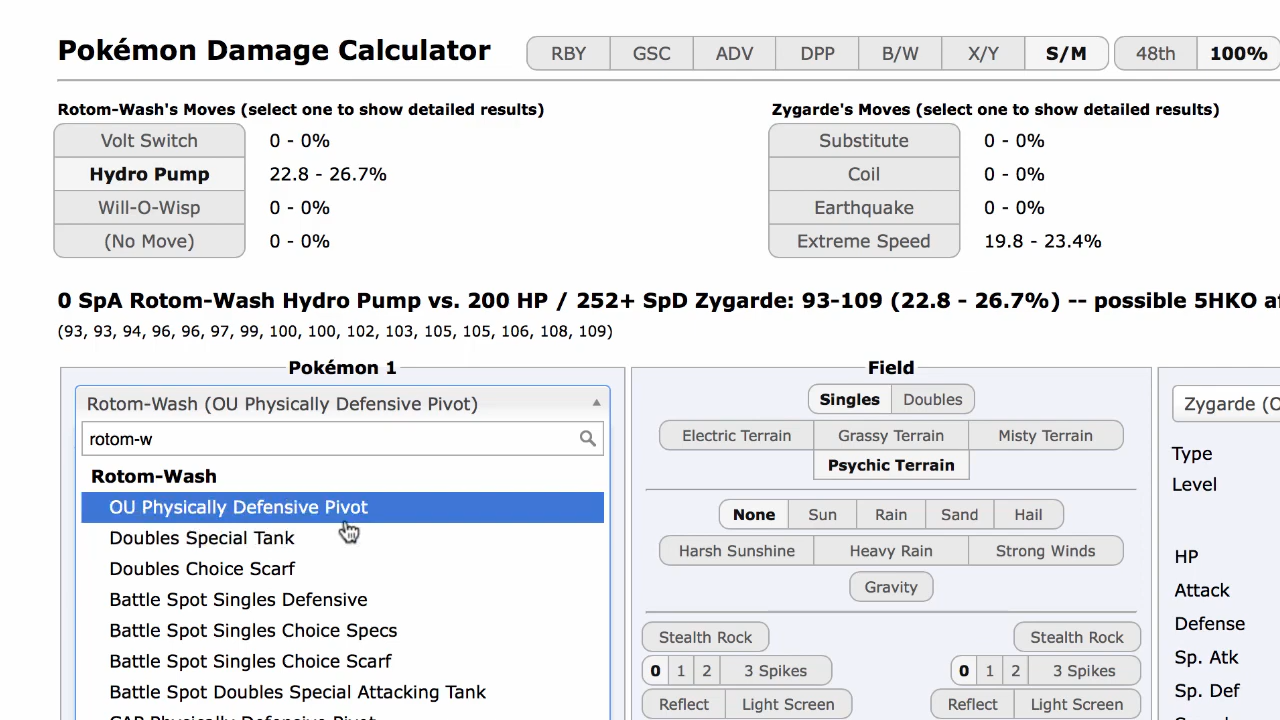 Pokémon Damage Calculator
RBY GSC ADV DPP B/W X/Y S/M 48th 100%
Rotom-Wash's Moves (select one to show detailed results)
Volt Switch 0 - 0%
Hydro Pump 22.8 - 26.7%
Will-O-Wisp 0 - 0%
(No Move) 0 - 0%
Zygarde's Moves (select one to show detailed results)
Substitute 0 - 0%
Coil 0 - 0%
Earthquake 0 - 0%
Extreme Speed 19.8 - 23.4%
0 SpA Rotom-Wash Hydro Pump vs. 200 HP / 252+ SpD Zygarde: 93-109 (22.8 - 26.7%) -- possible 5HKO
(93, 93, 94, 96, 96, 97, 99, 100, 100, 102, 103, 105, 105, 106, 108, 109)
Pokémon 1
Rotom-Wash (OU Physically Defensive Pivot)
rotom-w
Rotom-Wash
OU Physically Defensive Pivot
Doubles Special Tank
Doubles Choice Scarf
Battle Spot Singles Defensive
Battle Spot Singles Choice Specs
Battle Spot Singles Choice Scarf
Battle Spot Doubles Special Attacking Tank
CAP Physically Defensive Pivot
Field
Singles Doubles
Electric Terrain Grassy Terrain Misty Terrain
Psychic Terrain
None Sun Rain Sand Hail
Harsh Sunshine Heavy Rain Strong Winds
Gravity
Stealth Rock Stealth Rock
0 1 2 3 Spikes 0 1 2 3 Spikes
Reflect Light Screen Reflect Light Screen
Zygarde
Type
Level
HP
Attack
Defense
Sp. Atk
Sp. Def